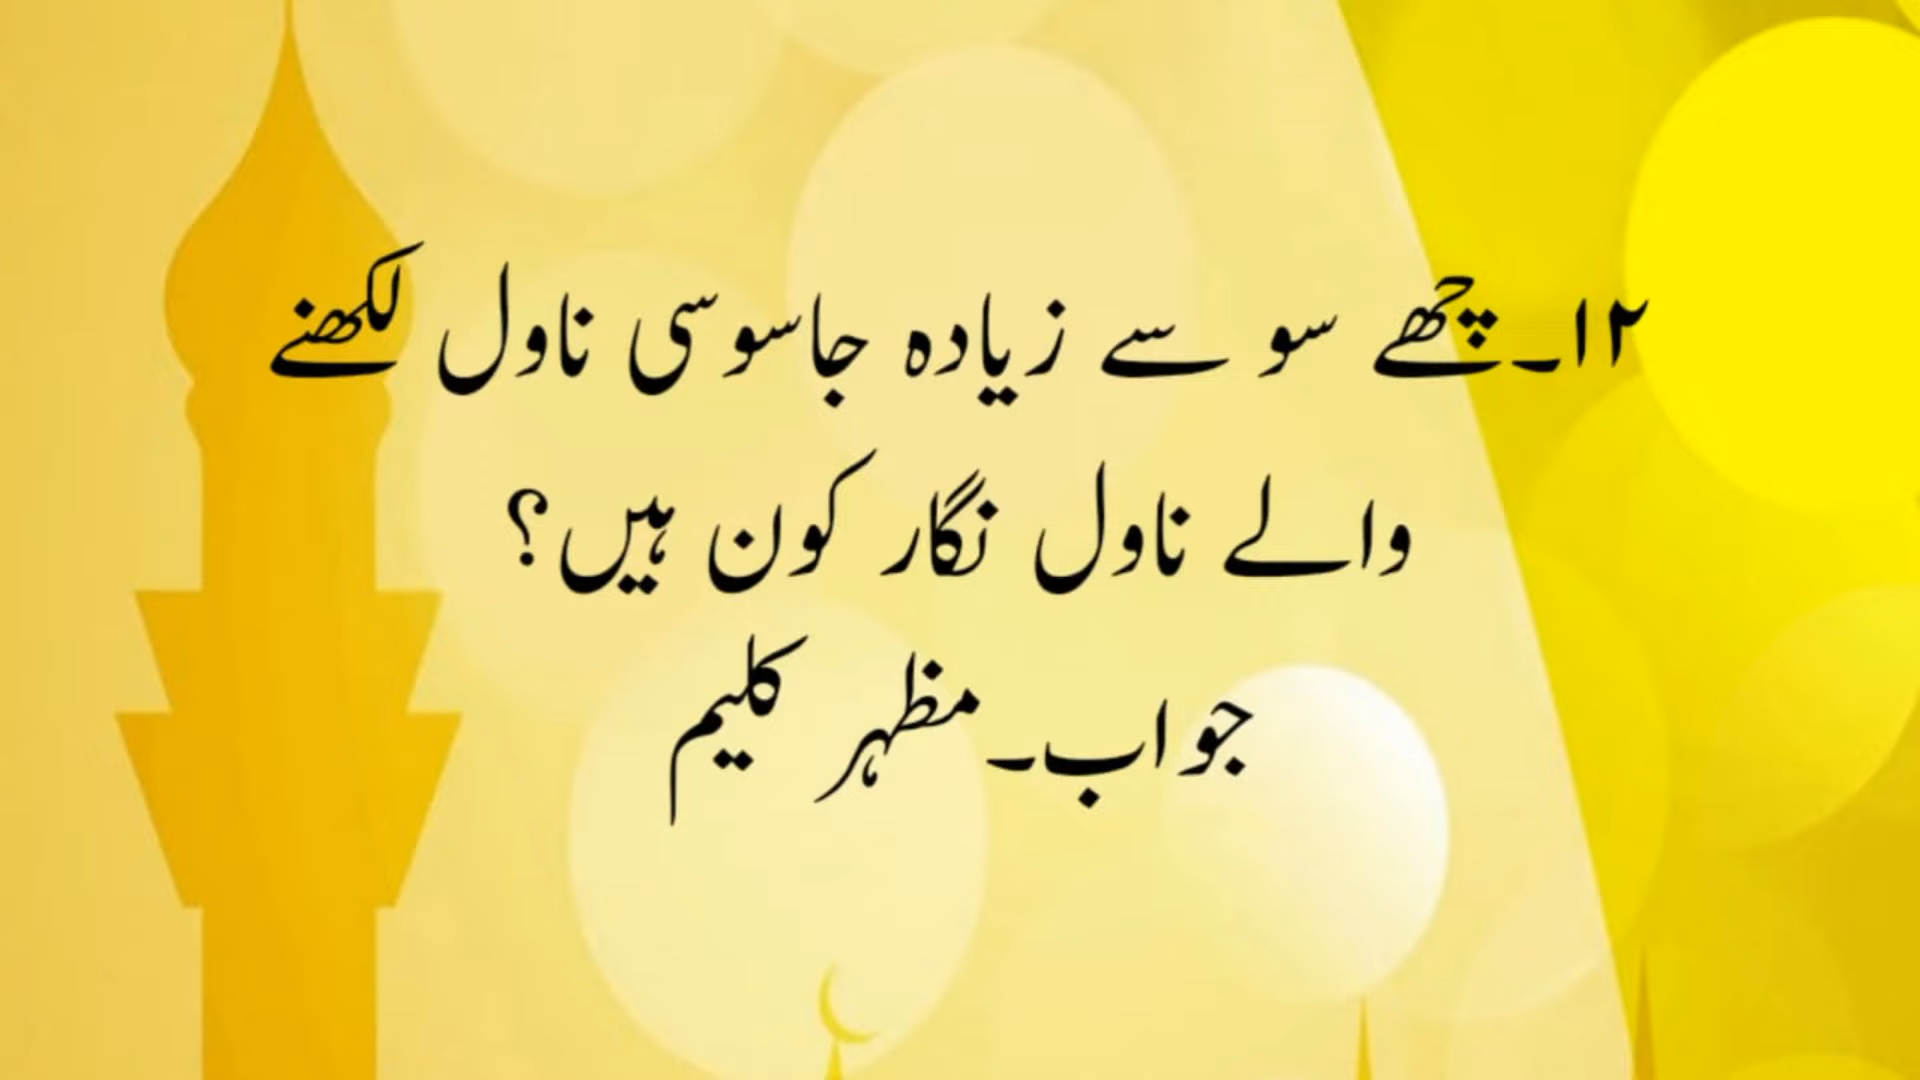 ۱۲۔چھے سو سے زیادہ جاسوسی ناول لکھنے
والے ناول نگار کون ہیں؟
جواب۔مظہر کلیم